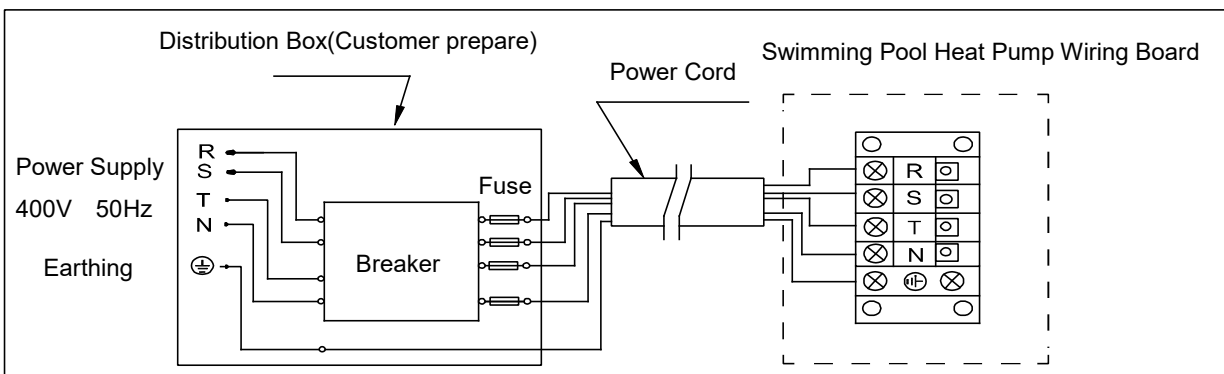 Distribution Box(Customer prepare)
Swimming Pool Heat Pump Wiring Board
Power Cord
Power Supply
400V 50Hz
Earthing
R
S
T
N
Fuse
Breaker
R
S
T
N